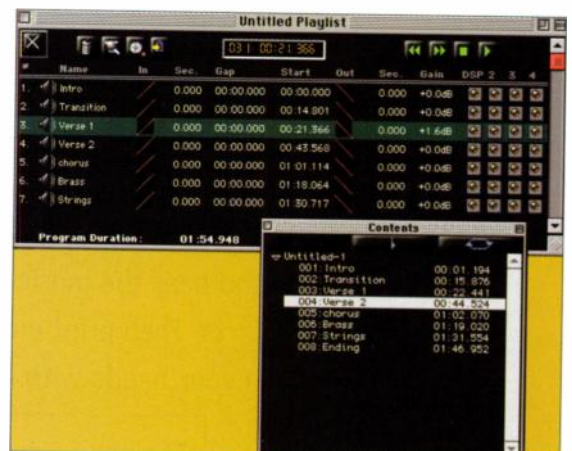 Untitled Playlist
03 | 00:21.366
# Name In Sec. Gap Start Out Sec. Gain DSP 2 3 4
1. Intro 0.000 00:00.000 00:00.000 0.000 +0.0dB
2. Transition 0.000 00:00.000 00:14.801 0.000 +0.0dB
3. Verse 1 0.000 00:00.000 00:21.366 0.000 +1.6dB
4. Verse 2 0.000 00:00.000 00:43.568 0.000 +0.0dB
5. chorus 0.000 00:00.000 01:01.114 0.000 +0.0dB
6. Brass 0.000 00:00.000 01:18.064 0.000 +0.0dB
7. Strings 0.000 00:00.000 01:30.717 0.000 +0.0dB
Program Duration: 01:54.948
Contents
Untitled-1
001:Intro 00:01.194
002:Transition 00:15.876
003:Verse 1 00:22.441
004:Verse 2 00:44.524
005:chorus 01:02.070
006:Brass 01:19.020
007:Strings 01:31.554
008:Ending 01:46.952